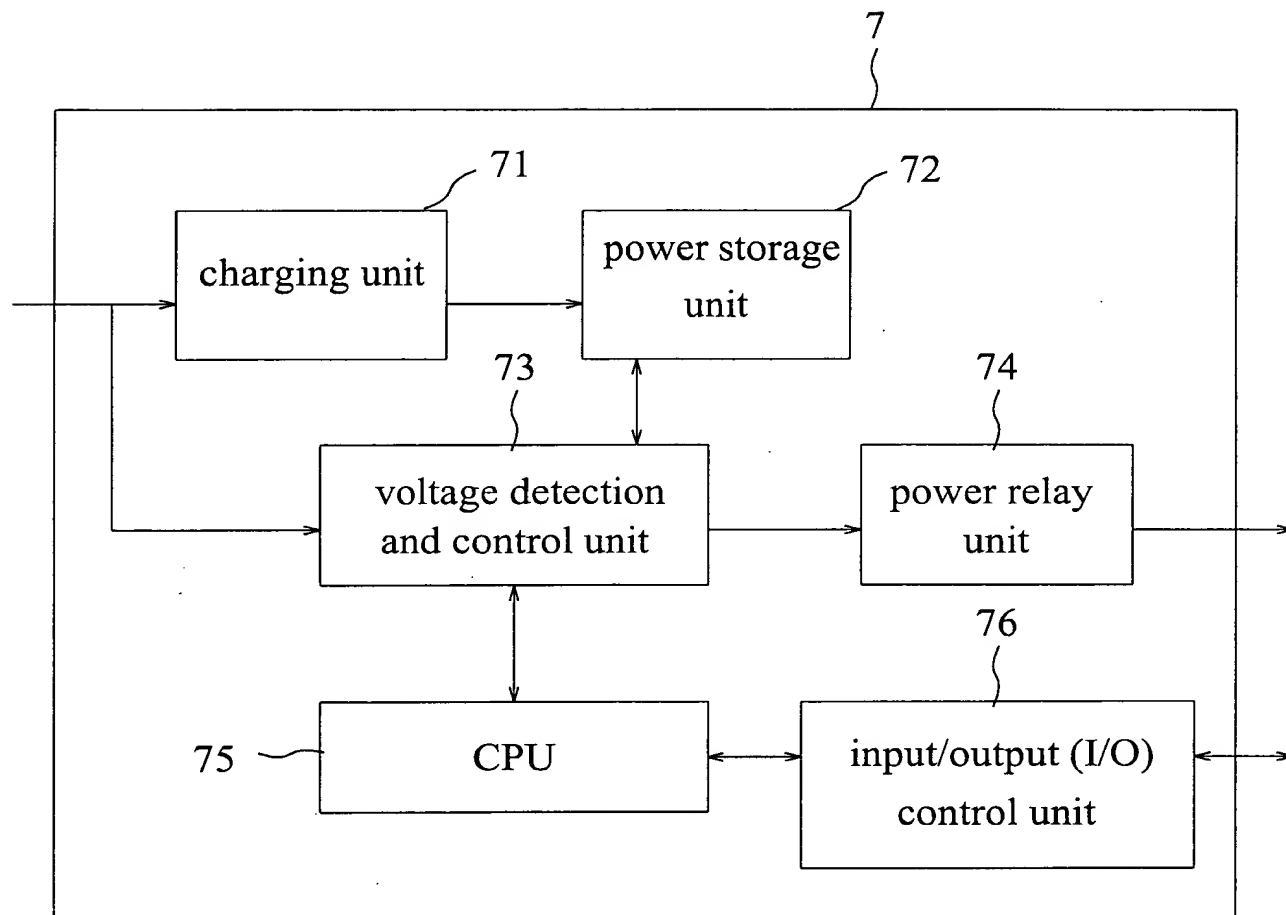 7
71
72
charging unit
power storage
unit
73
74
voltage detection
and control unit
power relay
unit
76
75
CPU
input/output (I/O)
control unit